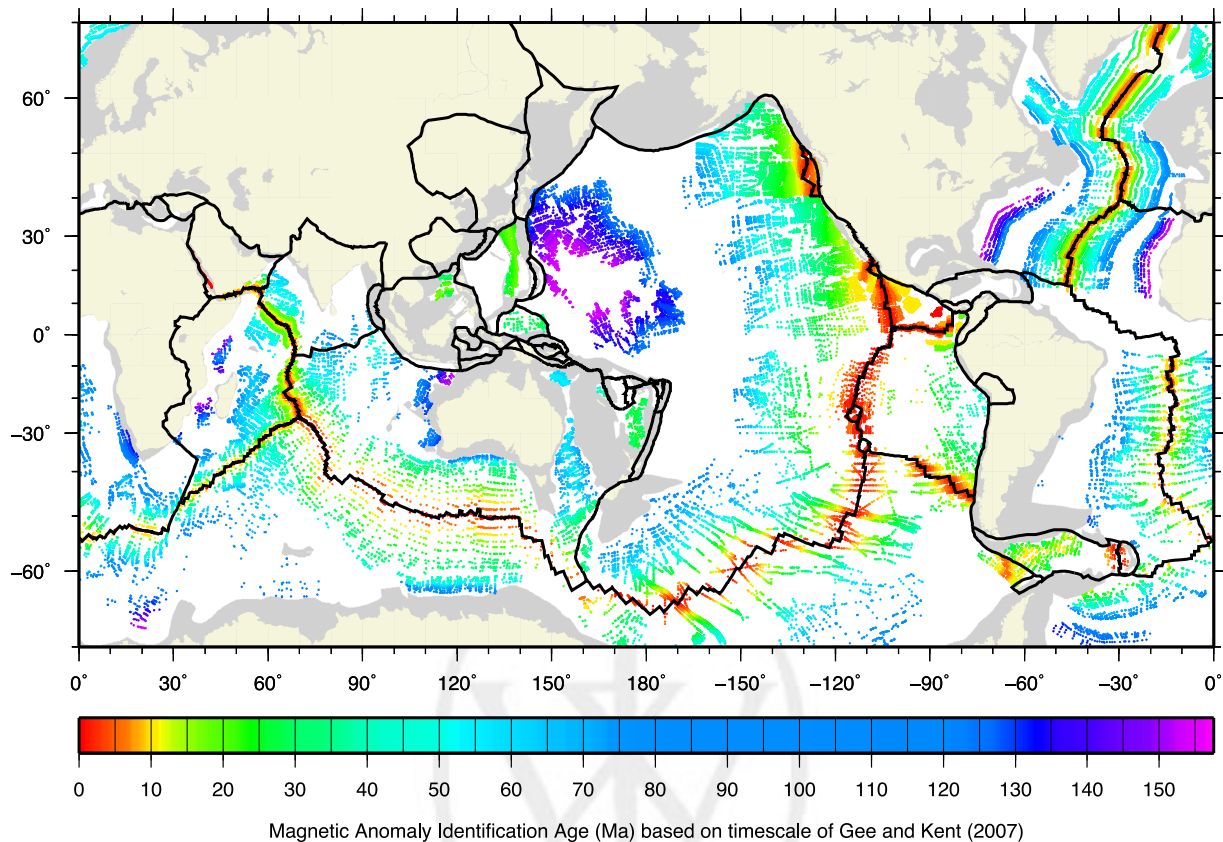 60°
30°
0°
−30°
−60°
0° 30° 60° 90° 120° 150° 180° −150° −120° −90° −60° −30° 0°
0 10 20 30 40 50 60 70 80 90 100 110 120 130 140 150
Magnetic Anomaly Identification Age (Ma) based on timescale of Gee and Kent (2007)